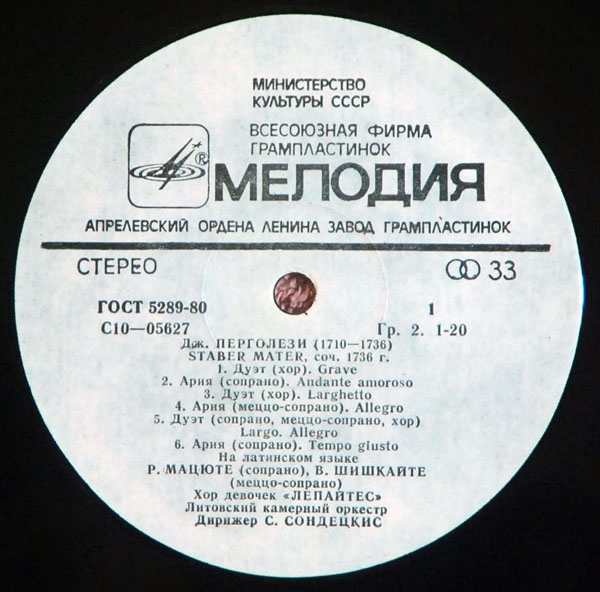 МИНИСТЕРСТВО
КУЛЬТУРЫ СССР
ВСЕСОЮЗНАЯ ФИРМА
ГРАМПЛАСТИНОК
® МЕЛОДИЯ
АПРЕЛЕВСКИЙ ОРДЕНА ЛЕНИНА ЗАВОД ГРАМПЛАСТИНОК
СТЕРЕО 33
ГОСТ 5289-80 1
С10—05627 Гр. 2. 1-20
Дж. ПЕРГОЛЕЗИ (1710—1736)
STABER MATER, соч. 1736 г.
1. Дуэт (хор). Grave
2. Ария (сопрано). Andante amoroso
3. Дуэт (хор). Larghetto
4. Ария (меццо-сопрано). Allegro
5. Дуэт (сопрано, меццо-сопрано, хор)
Largo. Allegro
6. Ария (сопрано). Tempo giusto
На латинском языке
Р. МАЦЮТЕ (сопрано), В. ШИШКАЙТЕ
(меццо-сопрано)
Хор девочек «ЛЕПАЙТЕС»
Литовский камерный оркестр
Дирижер С. СОНДЕЦКИС